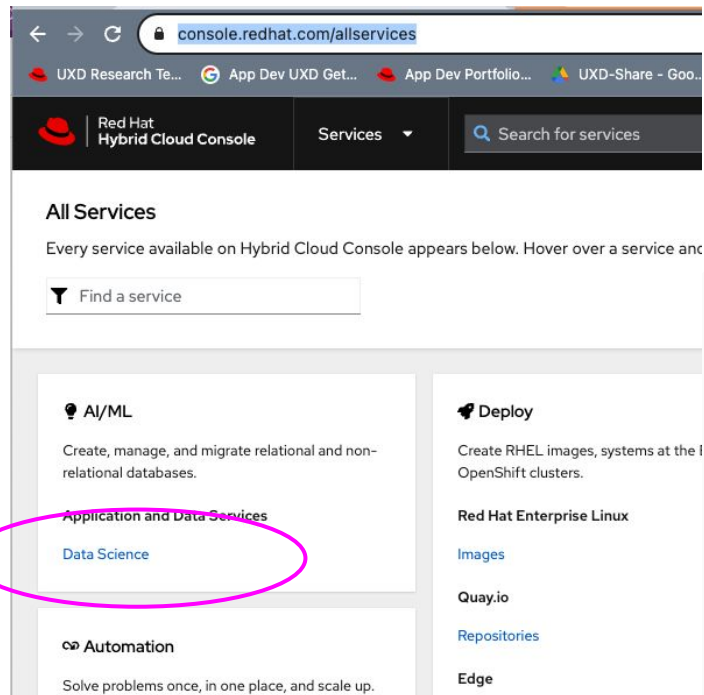 console.redhat.com/allservices
UXD Research Te... App Dev UXD Get... App Dev Portfolio... UXD-Share - Goo..
Red Hat
Hybrid Cloud Console
Services
Search for services
All Services
Every service available on Hybrid Cloud Console appears below. Hover over a service and
Find a service
AI/ML
Create, manage, and migrate relational and non-
relational databases.
Application and Data Services
Data Science
Automation
Solve problems once, in one place, and scale up.
Deploy
Create RHEL images, systems at the
OpenShift clusters.
Red Hat Enterprise Linux
Images
Quay.io
Repositories
Edge